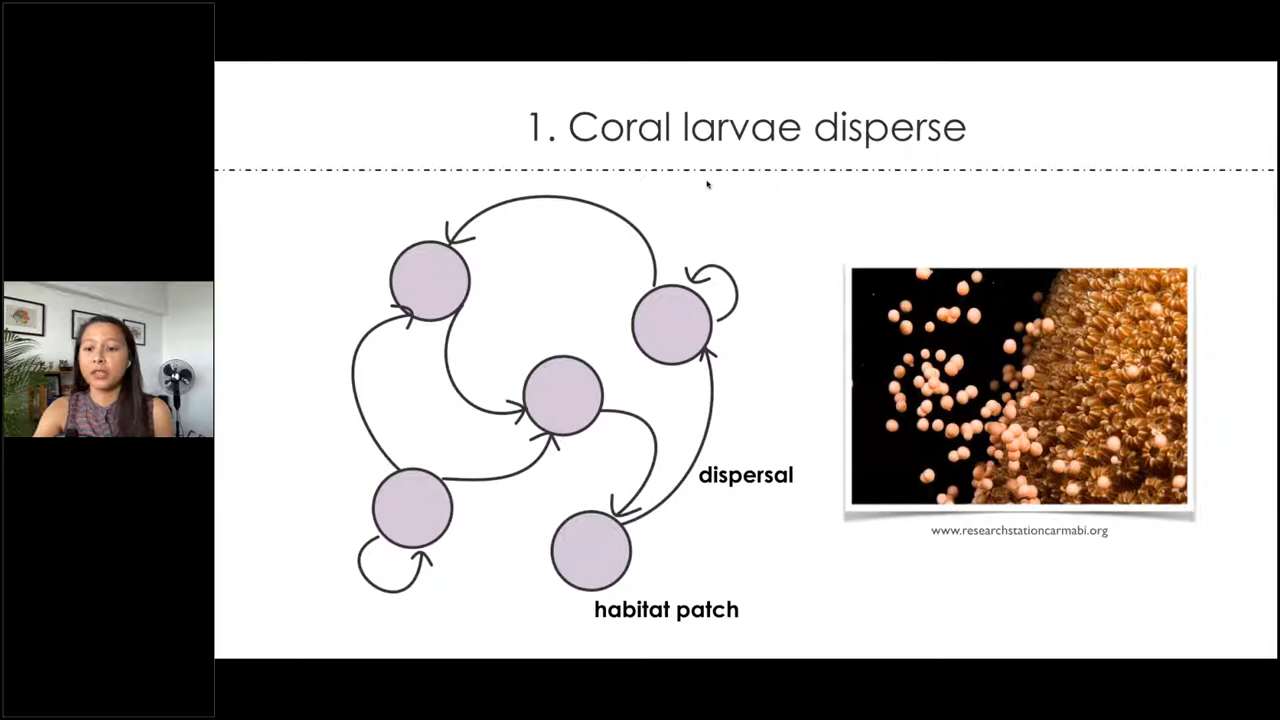 1. Coral larvae disperse
dispersal
www.researchstationcarmabi.org
habitat patch